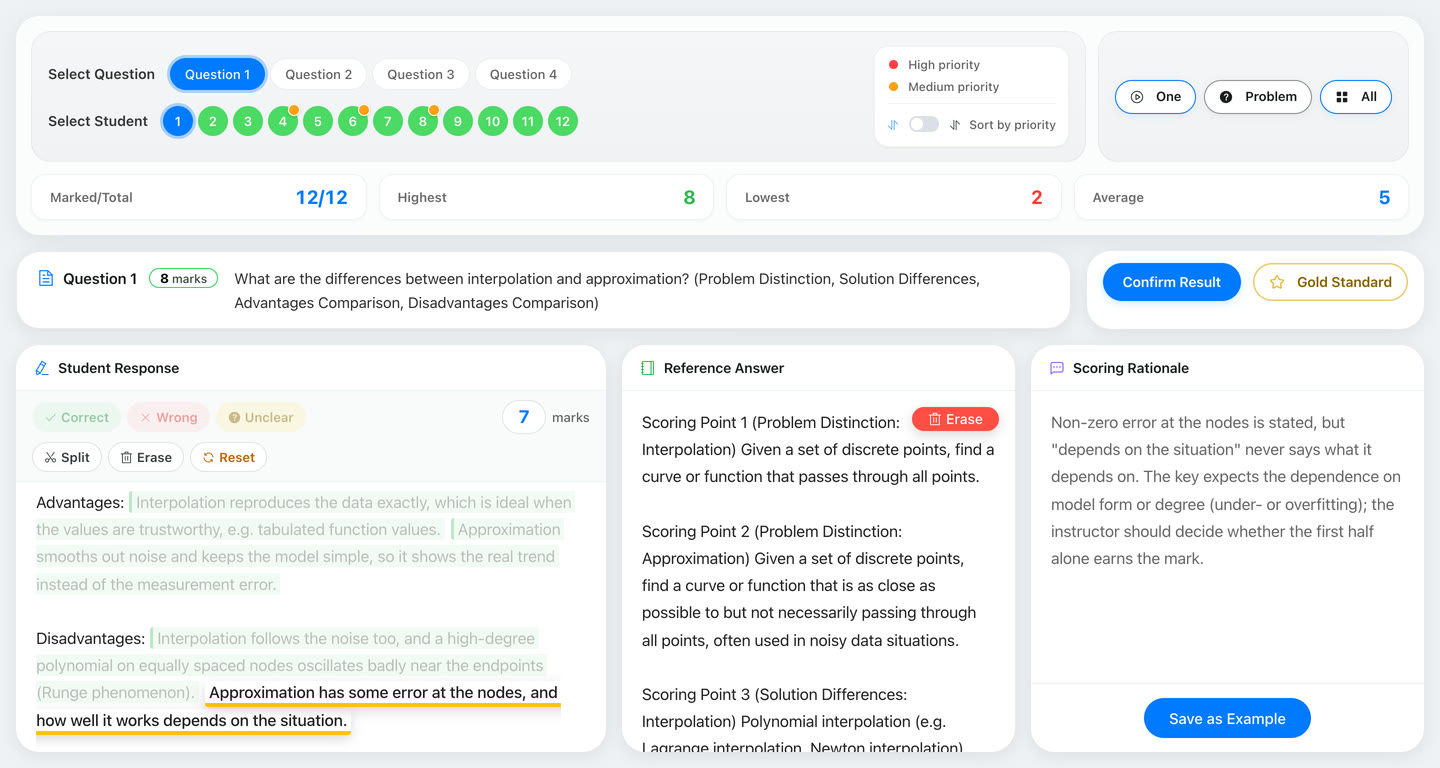 Select Question Question 1 Question 2 Question 3 Question 4
Select Student 1 2 3 4 5 6 7 8 9 10 11 12
High priority
Medium priority
Sort by priority
One Problem All
Marked/Total 12/12 Highest 8 Lowest 2 Average 5
Question 1 8 marks What are the differences between interpolation and approximation? (Problem Distinction, Solution Differences,
Advantages Comparison, Disadvantages Comparison)
Confirm Result Gold Standard
Student Response
Correct Wrong Unclear 7 marks
Split Erase Reset
Advantages: Interpolation reproduces the data exactly, which is ideal when
the values are trustworthy, e.g. tabulated function values. Approximation
smooths out noise and keeps the model simple, so it shows the real trend
instead of the measurement error.
Disadvantages: Interpolation follows the noise too, and a high-degree
polynomial on equally spaced nodes oscillates badly near the endpoints
(Runge phenomenon). Approximation has some error at the nodes, and
how well it works depends on the situation.
Reference Answer
Scoring Point 1 (Problem Distinction: Erase
Interpolation) Given a set of discrete points, find a
curve or function that passes through all points.
Scoring Point 2 (Problem Distinction:
Approximation) Given a set of discrete points,
find a curve or function that is as close as
possible to but not necessarily passing through
all points, often used in noisy data situations.
Scoring Point 3 (Solution Differences:
Interpolation) Polynomial interpolation (e.g.
Lagrange interpolation, Newton interpolation)
Scoring Rationale
Non-zero error at the nodes is stated, but
"depends on the situation" never says what it
depends on. The key expects the dependence on
model form or degree (under- or overfitting); the
instructor should decide whether the first half
alone earns the mark.
Save as Example